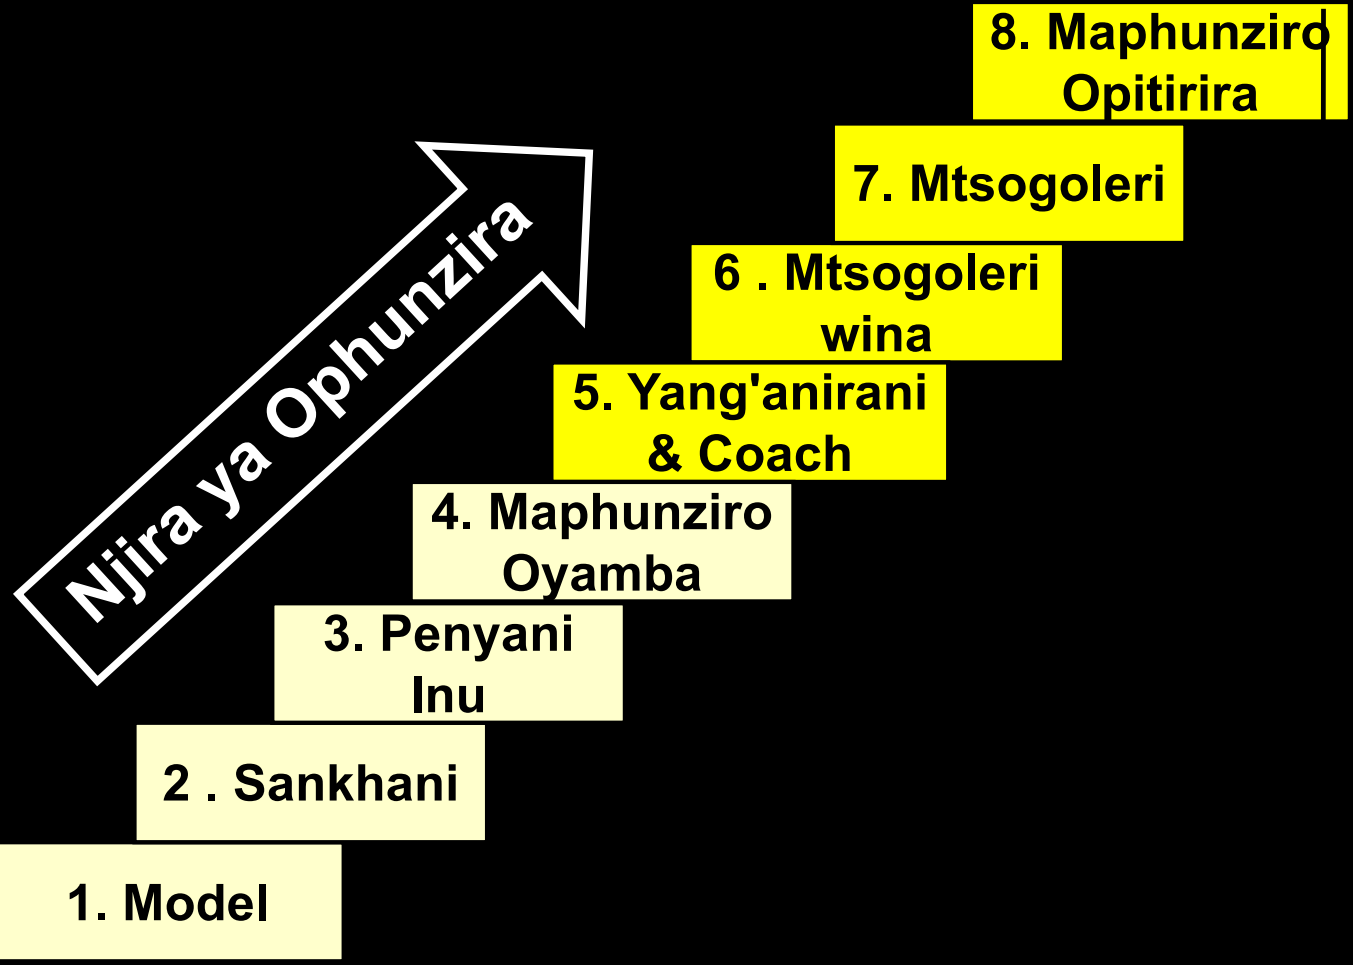 8. Maphunziro
Opitirira
7. Mtsogoleri
6 . Mtsogoleri
wina
5. Yang'anirani
& Coach
4. Maphunziro
Oyamba
3. Penyani
Inu
2 . Sankhani
1. Model
Njira ya Ophunzira